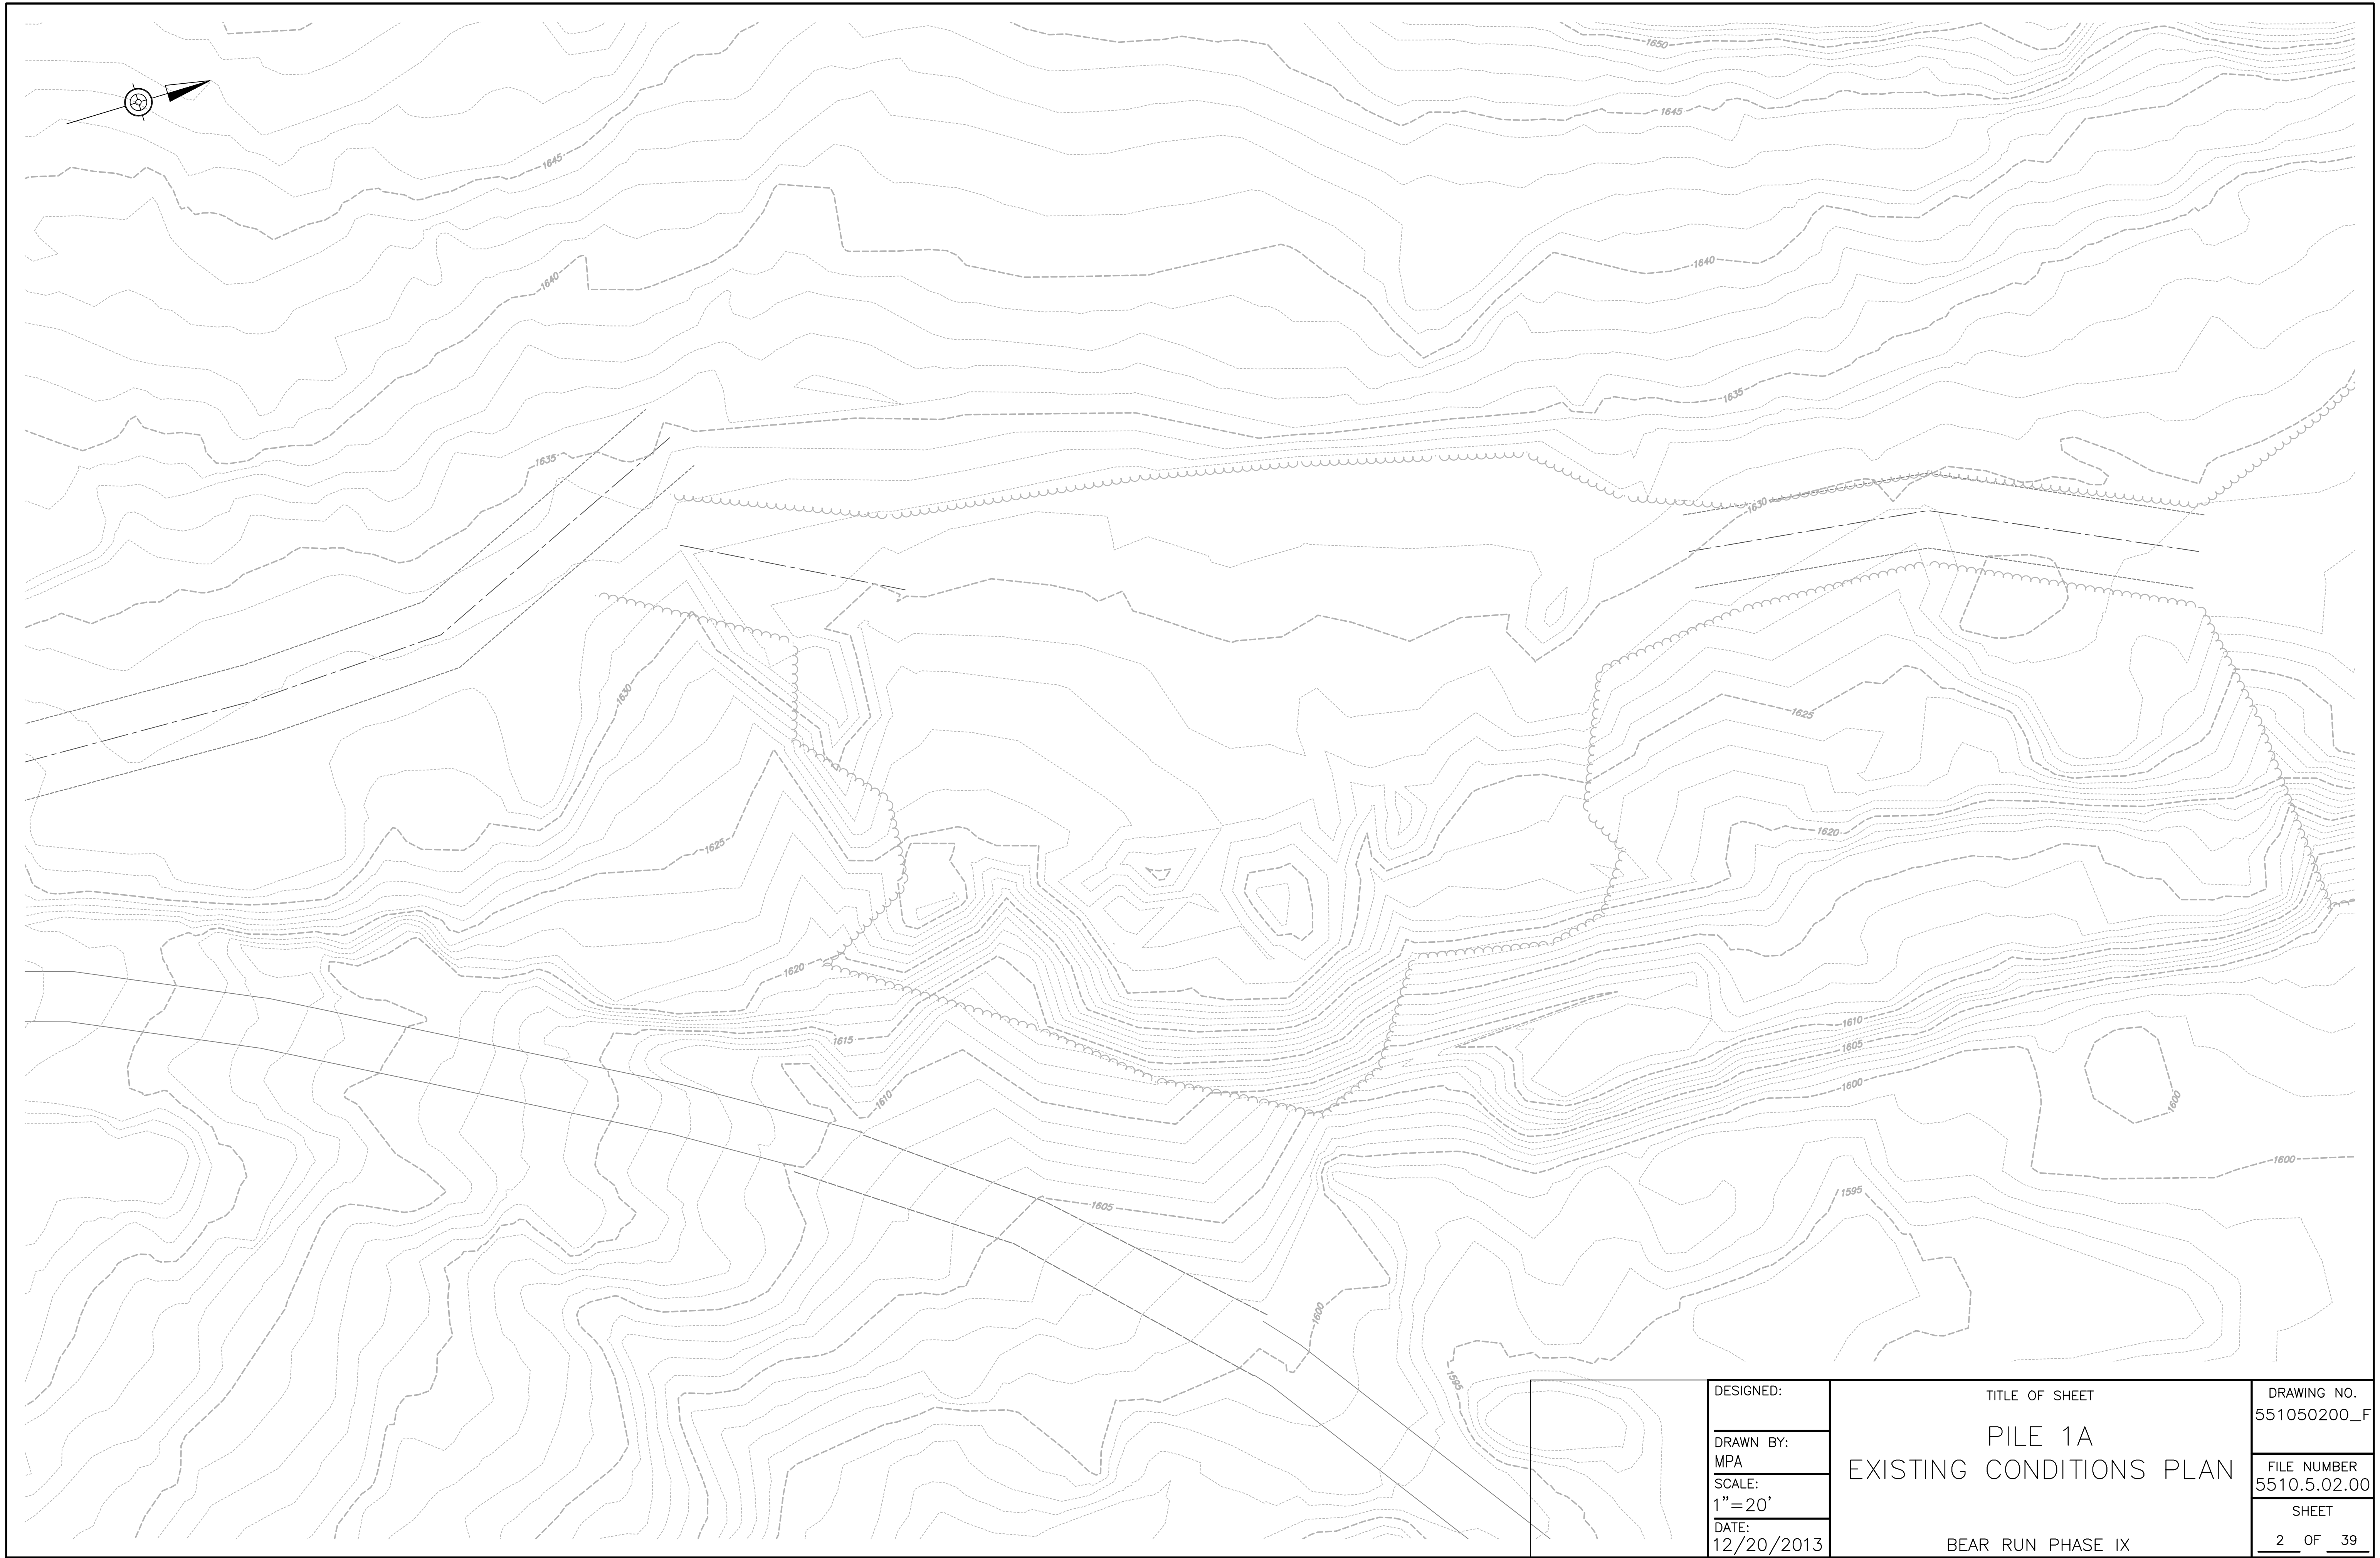 1650
1645
1645
1640
1640
1635
1635
1630
1630
1625
1620
1625
1620
1615
1610
1610
1605
1600
1600
1600
1595
1605
1600
1595
DESIGNED:
DRAWN BY:
MPA
SCALE:
1"=20'
DATE:
12/20/2013
TITLE OF SHEET
PILE 1A
EXISTING CONDITIONS PLAN
BEAR RUN PHASE IX
DRAWING NO.
551050200_F
FILE NUMBER
5510.5.02.00
SHEET
2 OF 39